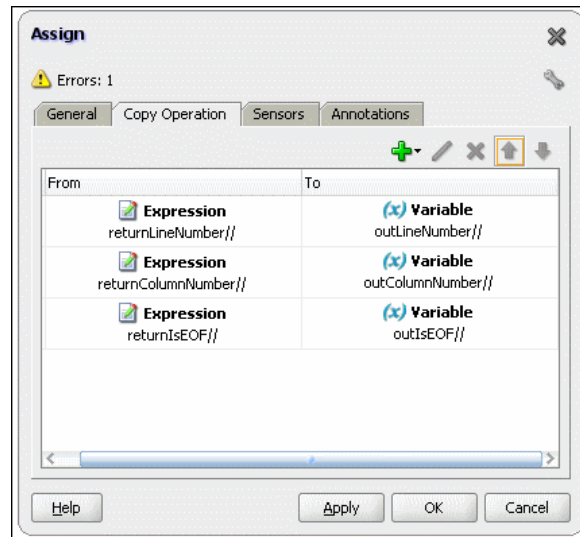 Assign
Errors: 1
General Copy Operation Sensors Annotations
From To
Expression (x) Variable
returnLineNumber// outLineNumber//
Expression (x) Variable
returnColumnNumber// outColumnNumber//
Expression (x) Variable
returnIsEOF// outIsEOF//
Help Apply OK Cancel